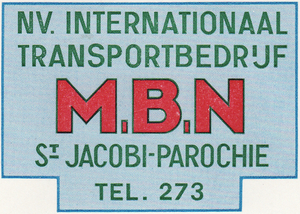 NV. INTERNATIONAAL
TRANSPORTBEDRIJF
M.B.N
ST JACOBI-PAROCHIE
TEL. 273